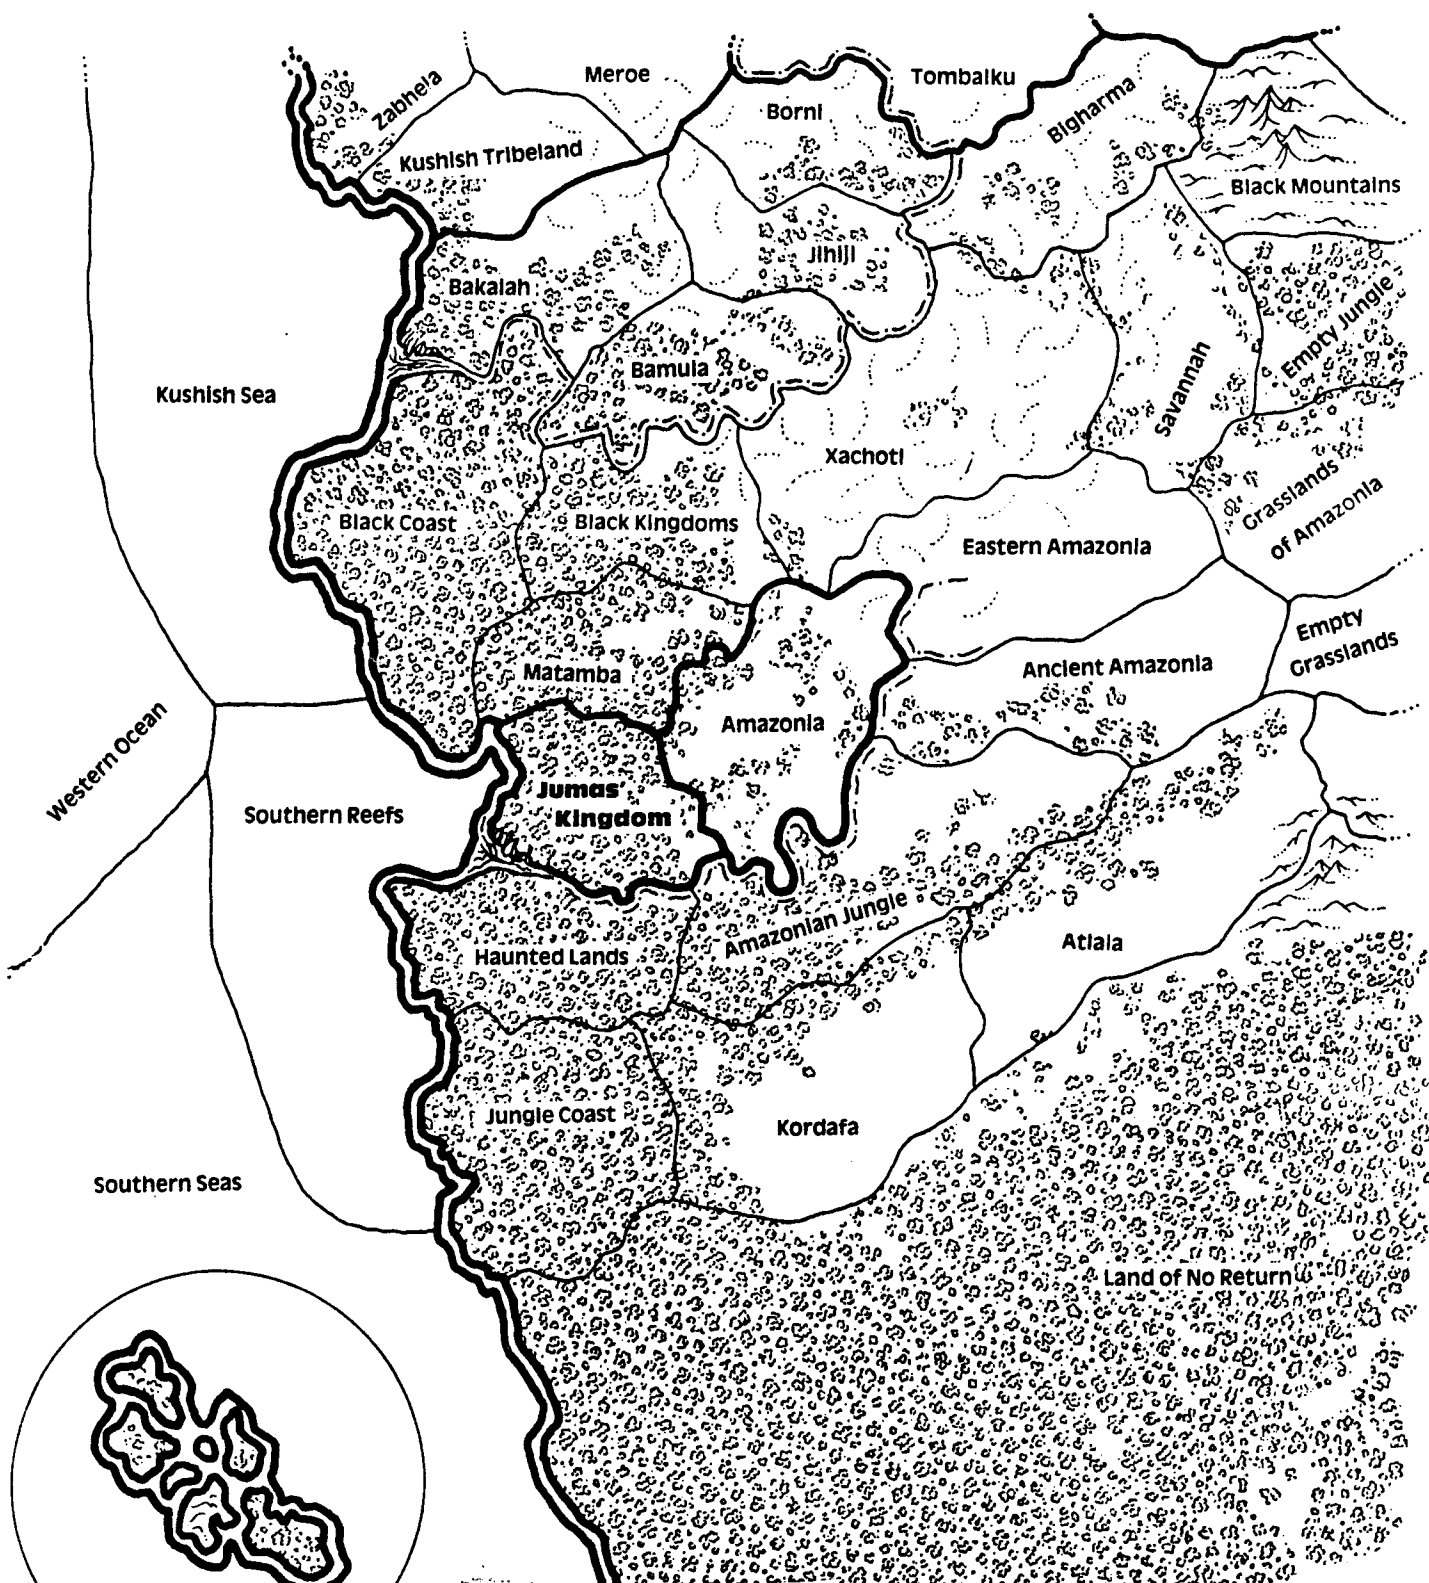 Zabhela
Meroe
Tombalku
Borni
Bigharma
Kushish Tribeland
Black Mountains
Jihiji
Bakalah
Empty Jungle
Bamula
Savannah
Kushish Sea
Xachotl
Grasslands
of Amazonia
Black Coast
Black Kingdoms
Eastern Amazonia
Empty
Grasslands
Matamba
Ancient Amazonia
Amazonia
Western Ocean
Jumas'
Kingdom
Southern Reefs
Amazonian Jungle
Haunted Lands
Atlala
Jungle Coast
Kordafa
Southern Seas
Land of No Return